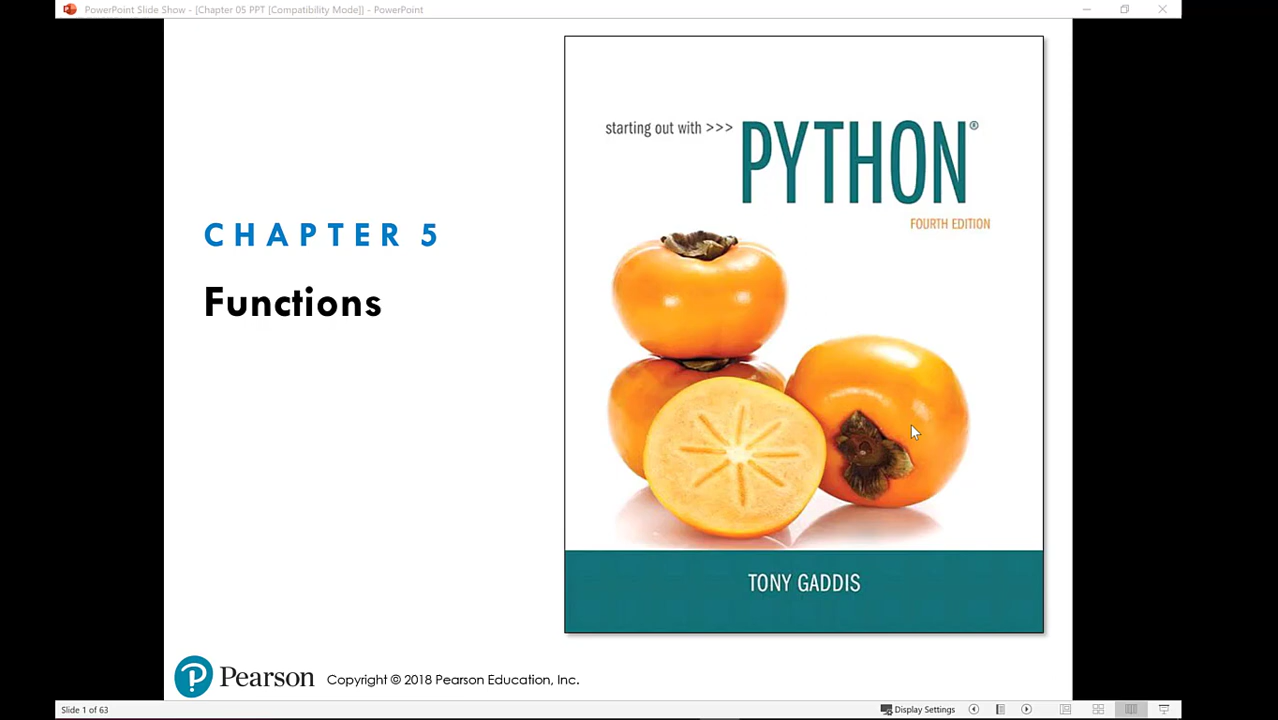 PowerPoint Slide Show - [Chapter 05 PPT [Compatibility Mode]] - PowerPoint
starting out with >>> PYTHON®
FOURTH EDITION
CHAPTER 5
Functions
TONY GADDIS
Pearson Copyright © 2018 Pearson Education, Inc.
Slide 1 of 63
Display Settings